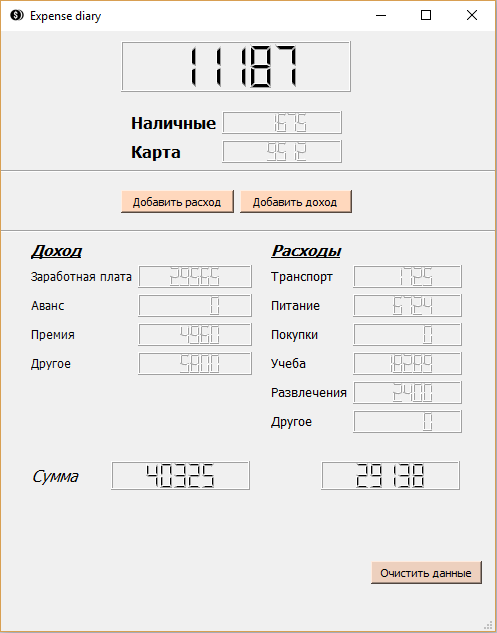 Expense diary
11187
Наличные 1675
Карта 9512
Добавить расход Добавить доход
Доход Расходы
Заработная плата 29565 Транспорт 1725
Аванс 0 Питание 6724
Премия 4960 Покупки 0
Другое 5800 Учеба 18289
Развлечения 2400
Другое 0
Сумма 40325 29138
Очистить данные